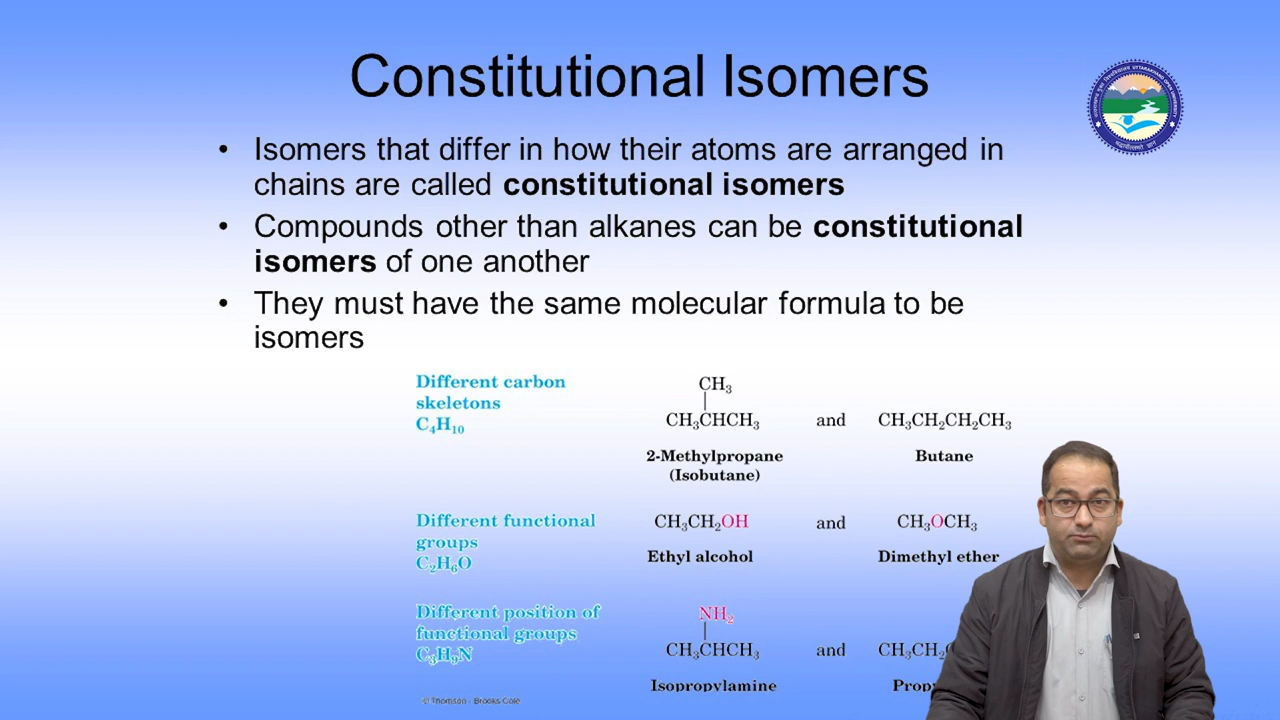 Constitutional Isomers
• Isomers that differ in how their atoms are arranged in
chains are called constitutional isomers
• Compounds other than alkanes can be constitutional
isomers of one another
• They must have the same molecular formula to be
isomers
Different carbon
skeletons
C₄H₁₀
CH₃
CH₃CHCH₃ and CH₃CH₂CH₂CH₃
2-Methylpropane
(Isobutane)
Butane
Different functional
groups
C₂H₆O
CH₃CH₂OH and CH₃OCH₃
Ethyl alcohol
Dimethyl ether
Different position of
functional groups
C₃H₉N
NH₂
CH₃CHCH₃ and CH₃CH₂
Isopropylamine
Prop
© Thomson - Brooks Cole